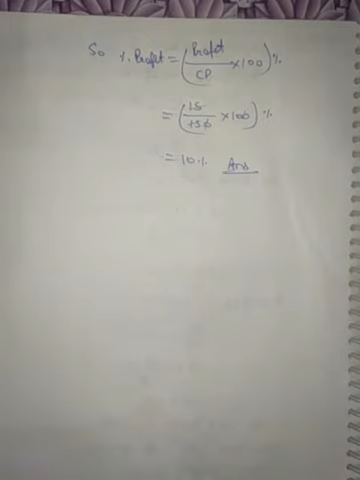 So %. Profit = (Profit / CP × 100) %
= (15 / 150 × 100) %
= 10% Ans